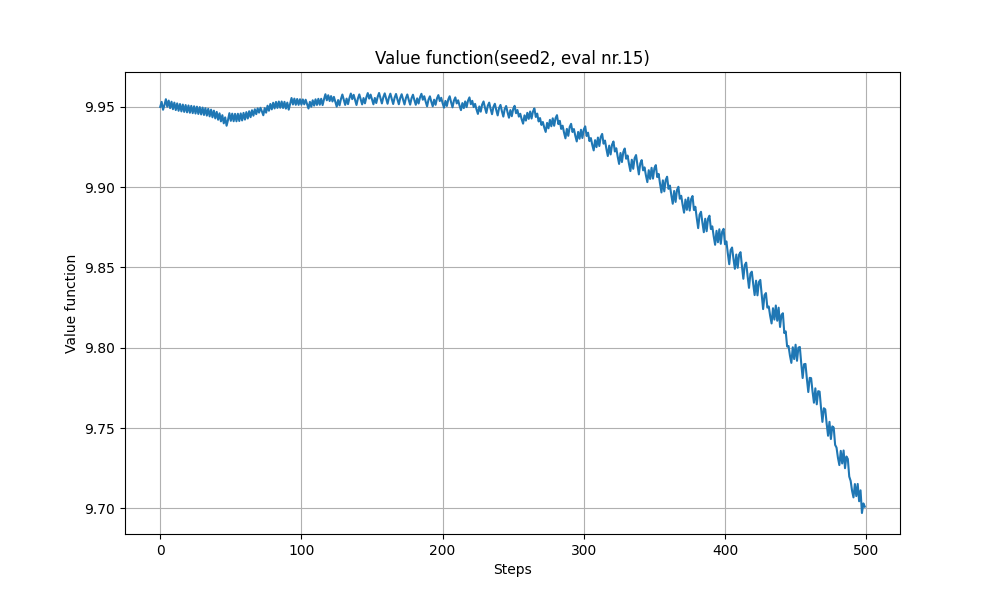 Value function(seed2, eval nr.15)
9.95
9.90
9.85
9.80
9.75
9.70
Value function
0 100 200 300 400 500
Steps